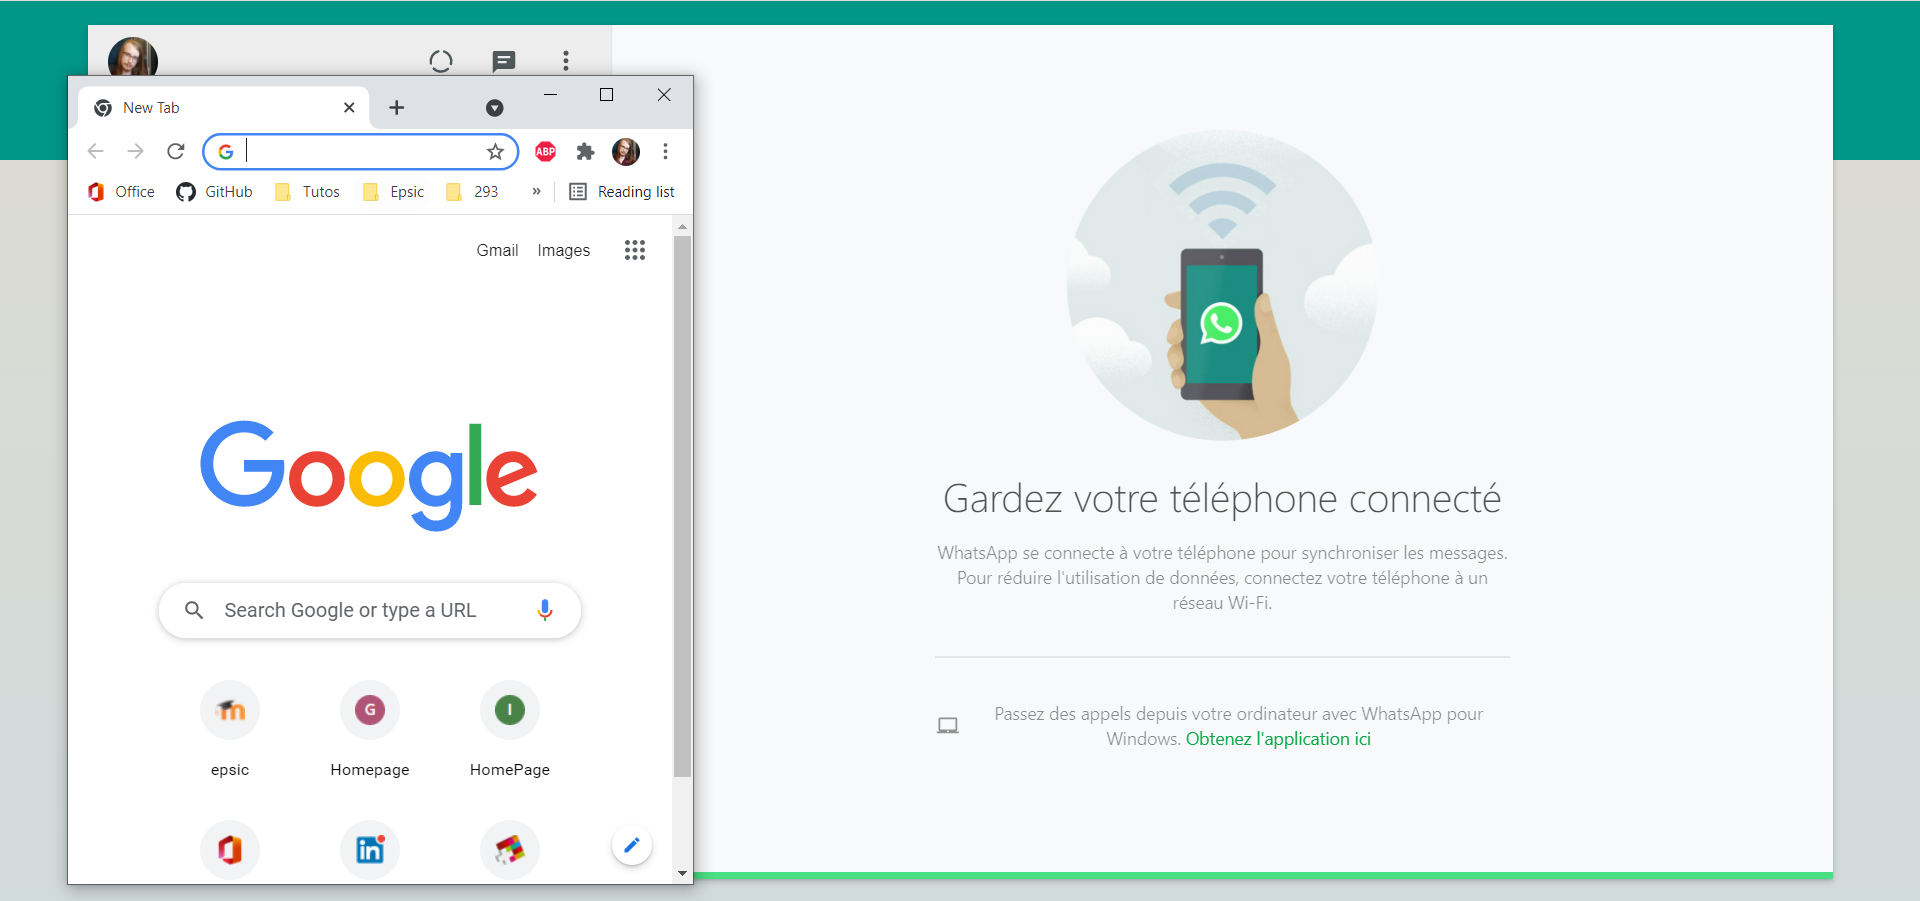 New Tab
ABP
Office GitHub Tutos Epsic 293 » Reading list
Gmail Images
Google
Search Google or type a URL
G I
epsic Homepage HomePage
in
Gardez votre téléphone connecté
WhatsApp se connecte à votre téléphone pour synchroniser les messages.
Pour réduire l'utilisation de données, connectez votre téléphone à un
réseau Wi-Fi.
Passez des appels depuis votre ordinateur avec WhatsApp pour
Windows. Obtenez l'application ici